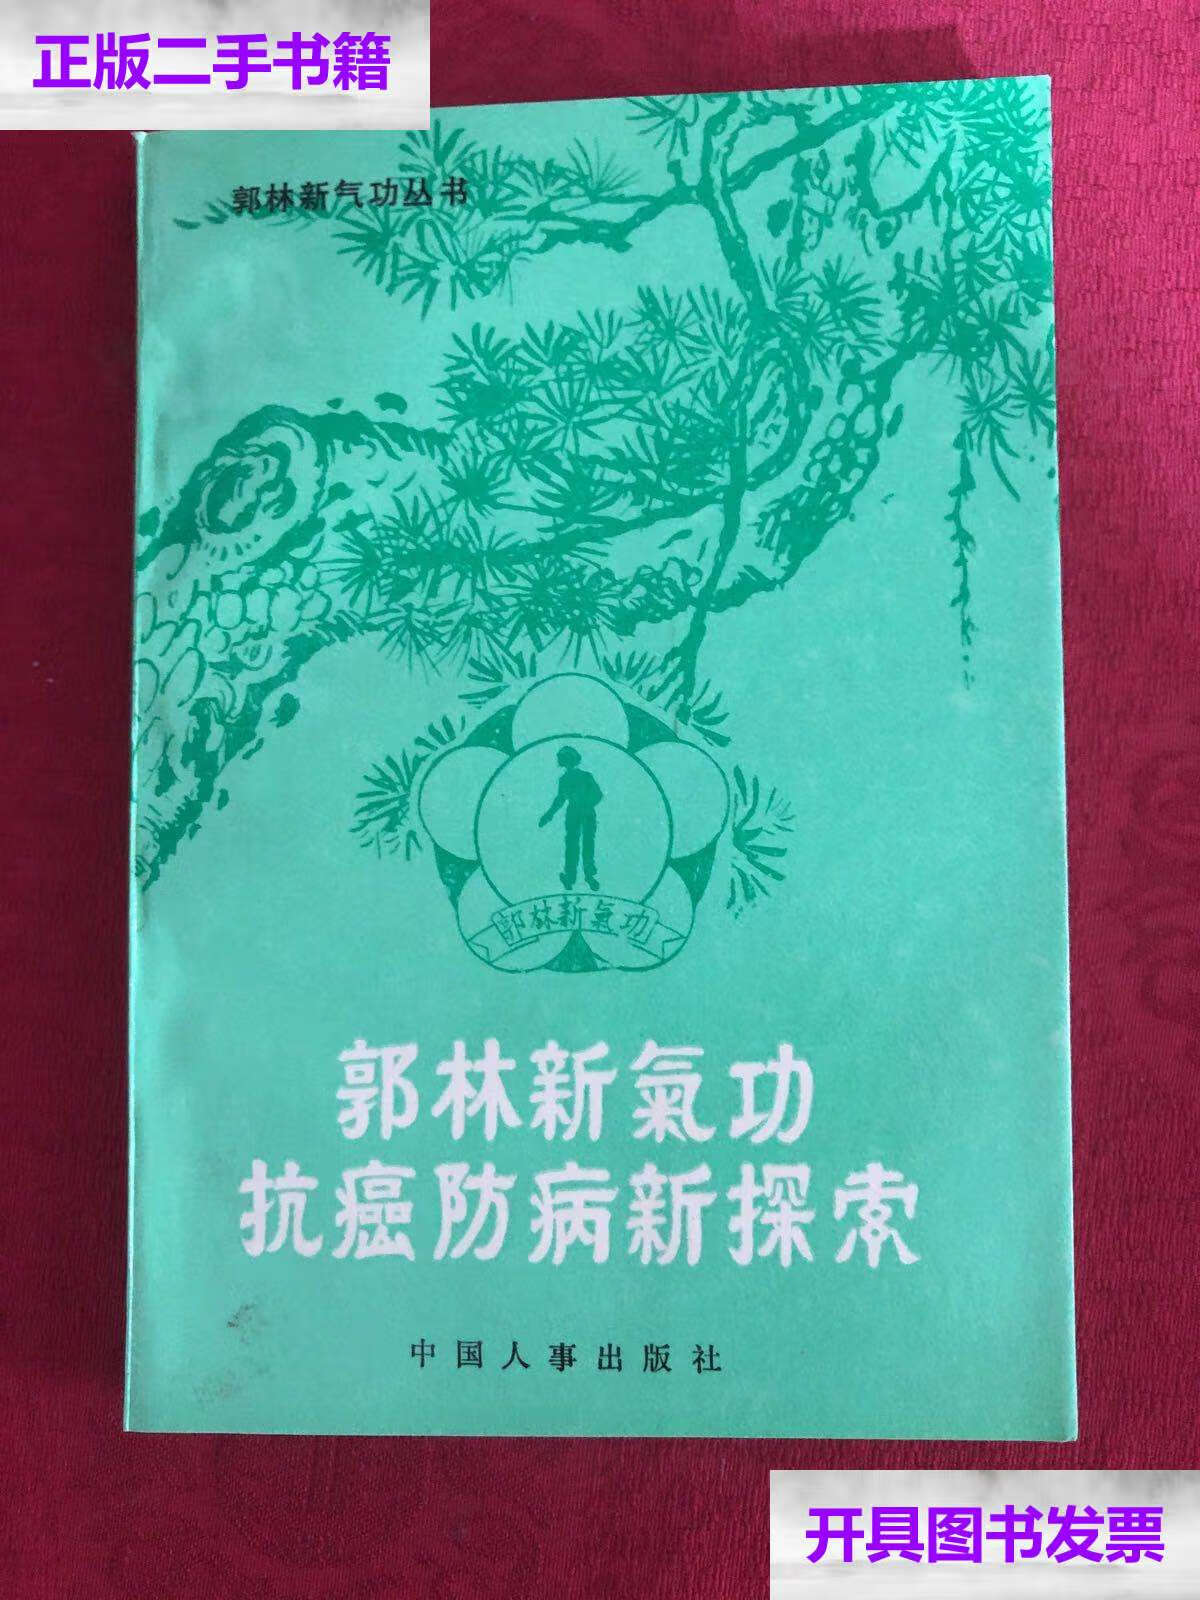 正版二手书籍
郭林新气功丛书
郭林新氣功
郭林新氣功
抗癌防病新探索
中国人事出版社
开具图书发票